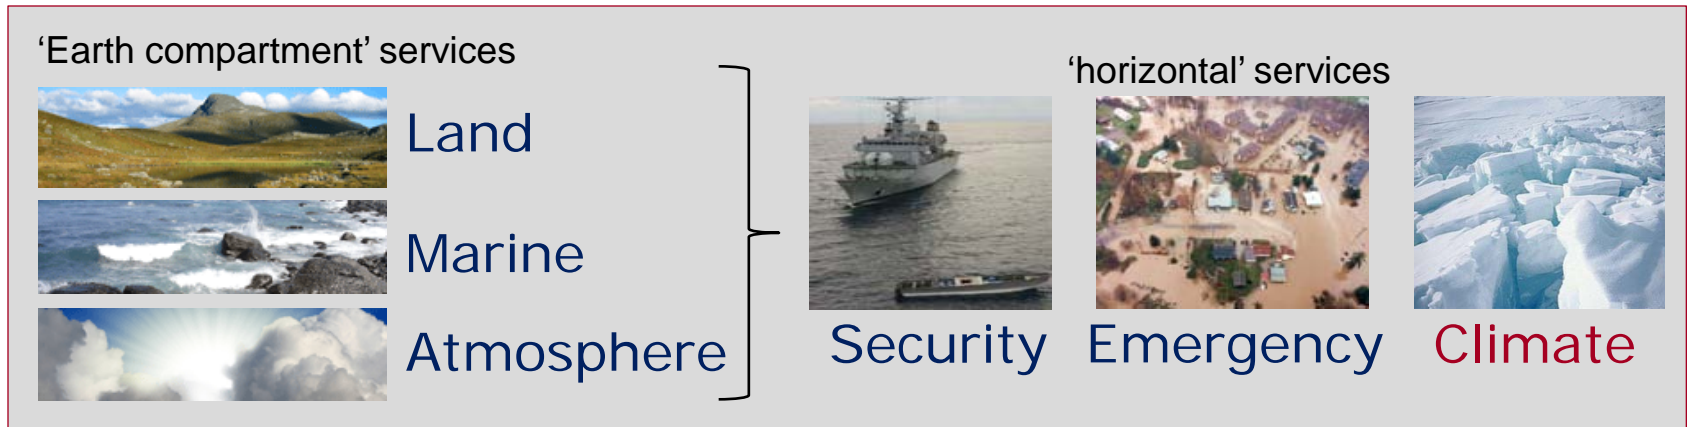 ‘Earth compartment’ services
Land
Marine
Atmosphere
‘horizontal’ services
Security
Emergency
Climate